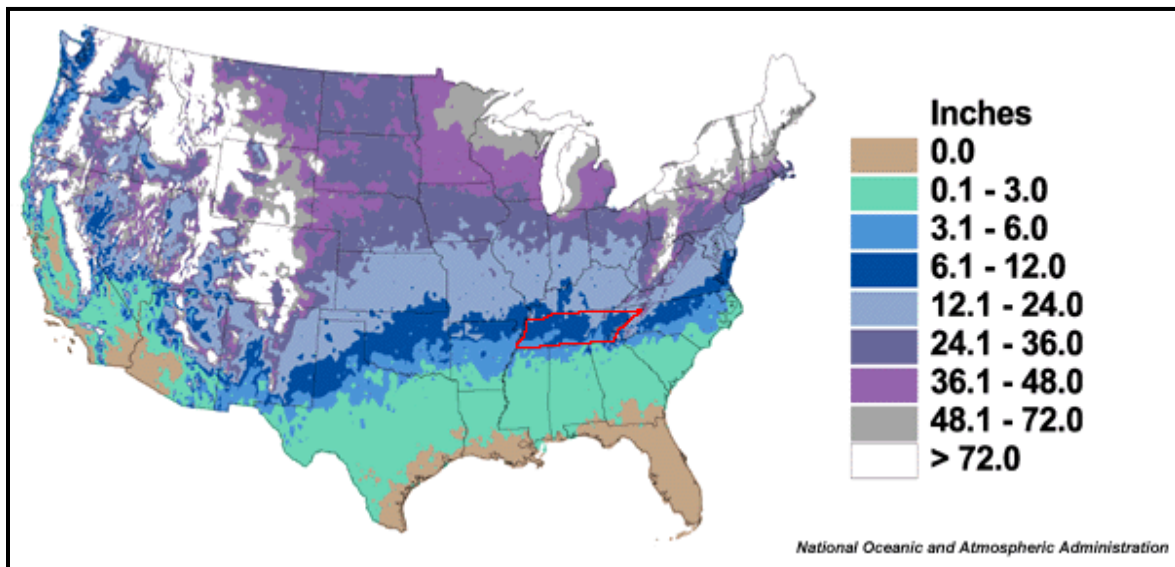 Inches
0.0
0.1 - 3.0
3.1 - 6.0
6.1 - 12.0
12.1 - 24.0
24.1 - 36.0
36.1 - 48.0
48.1 - 72.0
> 72.0
National Oceanic and Atmospheric Administration